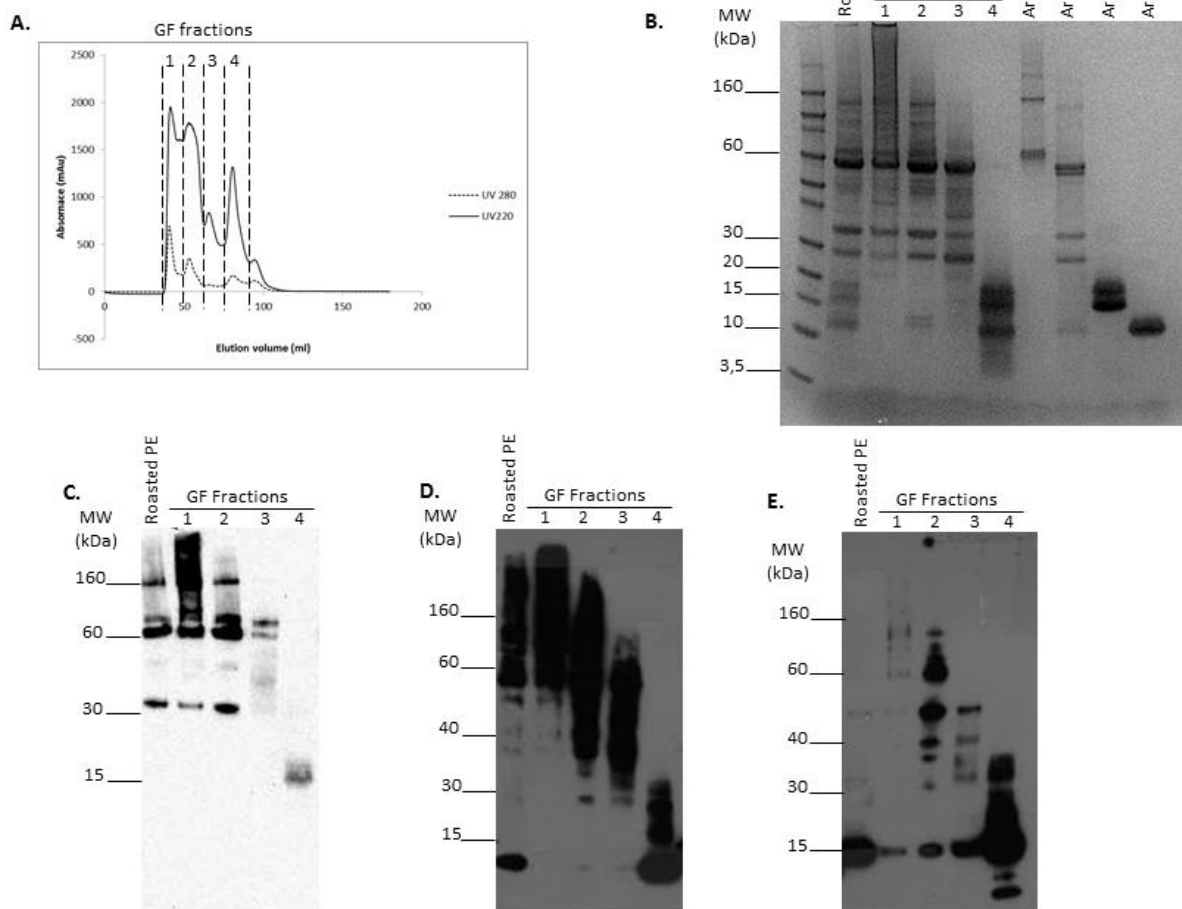 A.
GF fractions
1 2 3 4
2500
2000
1500
1000
500
0
-500
0 50 100 150 200
Absornace (mAu)
Elution volume (ml)
UV 280
UV220
B.
MW
(kDa)
1 2 3 4
160
60
30
20
15
10
3,5
C.
MW
(kDa)
Roasted PE
GF Fractions
1 2 3 4
160
60
30
15
D.
MW
(kDa)
Roasted PE
GF Fractions
1 2 3 4
160
60
40
30
15
E.
MW
(kDa)
Roasted PE
GF Fractions
1 2 3 4
160
60
40
30
15